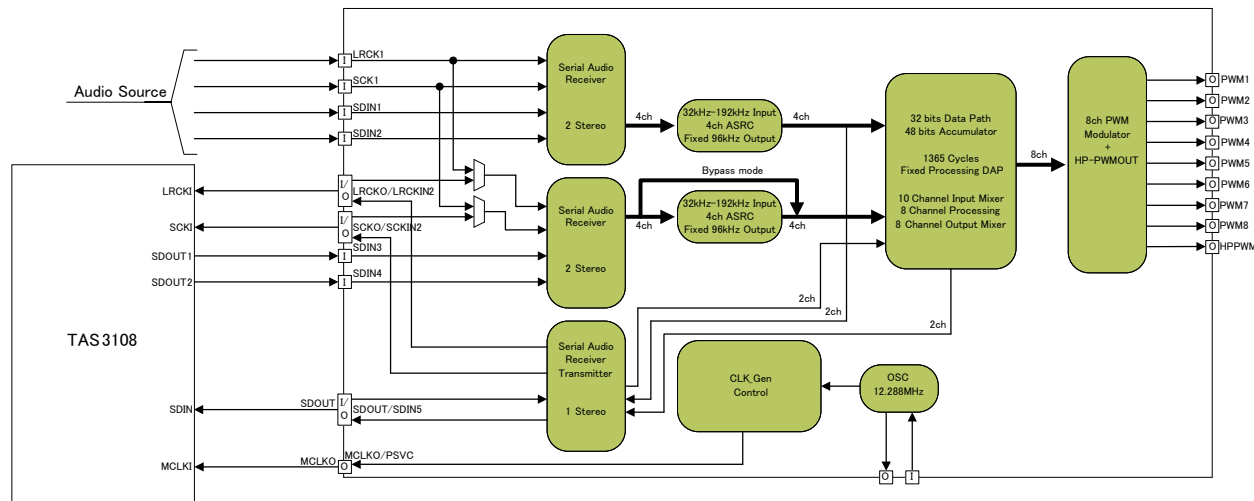 Audio Source
LRCK1
SCK1
SDIN1
SDIN2
I
I
I
I
Serial Audio
Receiver
2 Stereo
4ch
32kHz-192kHz Input
4ch ASRC
Fixed 96kHz Output
4ch
32 bits Data Path
48 bits Accumulator
1365 Cycles
Fixed Processing DAP
10 Channel Input Mixer
8 Channel Processing
8 Channel Output Mixer
8ch
8ch PWM
Modulator
+
HP-PWMOUT
O PWM1
O PWM2
O PWM3
O PWM4
O PWM5
O PWM6
O PWM7
O PWM8
O HPPWM
TAS3108
LRCKI
SCKI
SDOUT1
SDOUT2
SDIN
MCLKI
I/O
LRCKO/LRCKIN2
I/O
SCKO/SCKIN2
I
SDIN3
I
SDIN4
Serial Audio
Receiver
2 Stereo
Bypass mode
4ch
32kHz-192kHz Input
4ch ASRC
Fixed 96kHz Output
4ch
2ch
2ch
2ch
Serial Audio
Receiver
Transmitter
1 Stereo
SDOUT
I/O
SDOUT/SDIN5
MCLKO
O
MCLKO/PSVC
CLK_Gen
Control
OSC
12.288MHz
O
I